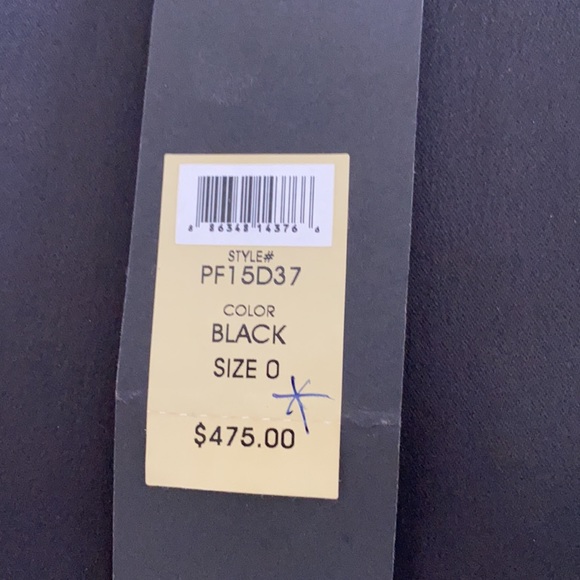 8 86348 14376 6
STYLE#
PF15D37
COLOR
BLACK
SIZE 0
$475.00